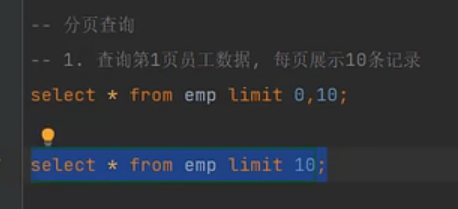 -- 分页查询
-- 1. 查询第1页员工数据, 每页展示10条记录
select * from emp limit 0,10;
select * from emp limit 10;